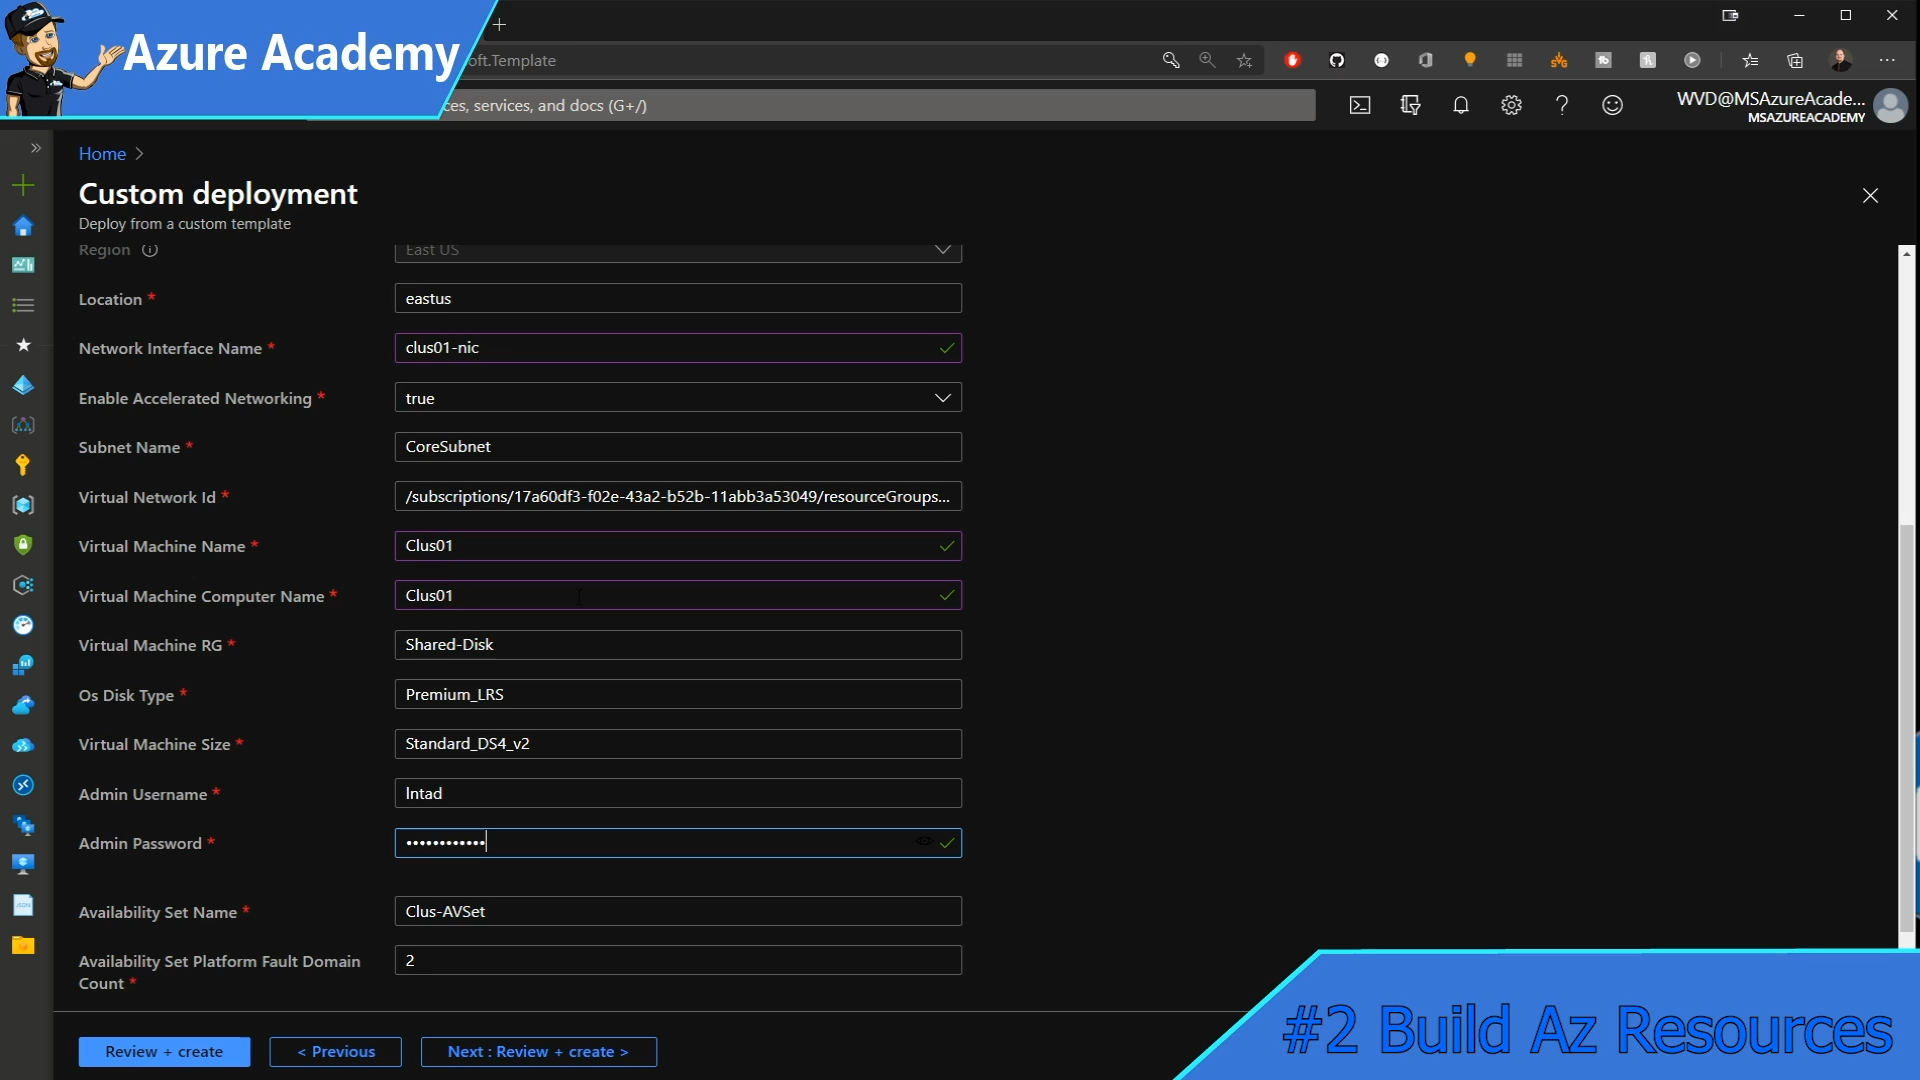 Azure Academy
oft.Template
ces, services, and docs (G+/)
WVD@MSAzureAcade...
MSAZUREACADEMY
Home
Custom deployment
Deploy from a custom template
Region
East US
Location *
eastus
Network Interface Name *
clus01-nic
Enable Accelerated Networking *
true
Subnet Name *
CoreSubnet
Virtual Network Id *
/subscriptions/17a60df3-f02e-43a2-b52b-11abb3a53049/resourceGroups...
Virtual Machine Name *
Clus01
Virtual Machine Computer Name *
Clus01
Virtual Machine RG *
Shared-Disk
Os Disk Type *
Premium_LRS
Virtual Machine Size *
Standard_DS4_v2
Admin Username *
lntad
Admin Password *
••••••••••••
Availability Set Name *
Clus-AVSet
Availability Set Platform Fault Domain
Count *
2
Review + create
< Previous
Next : Review + create >
#2 Build Az Resources